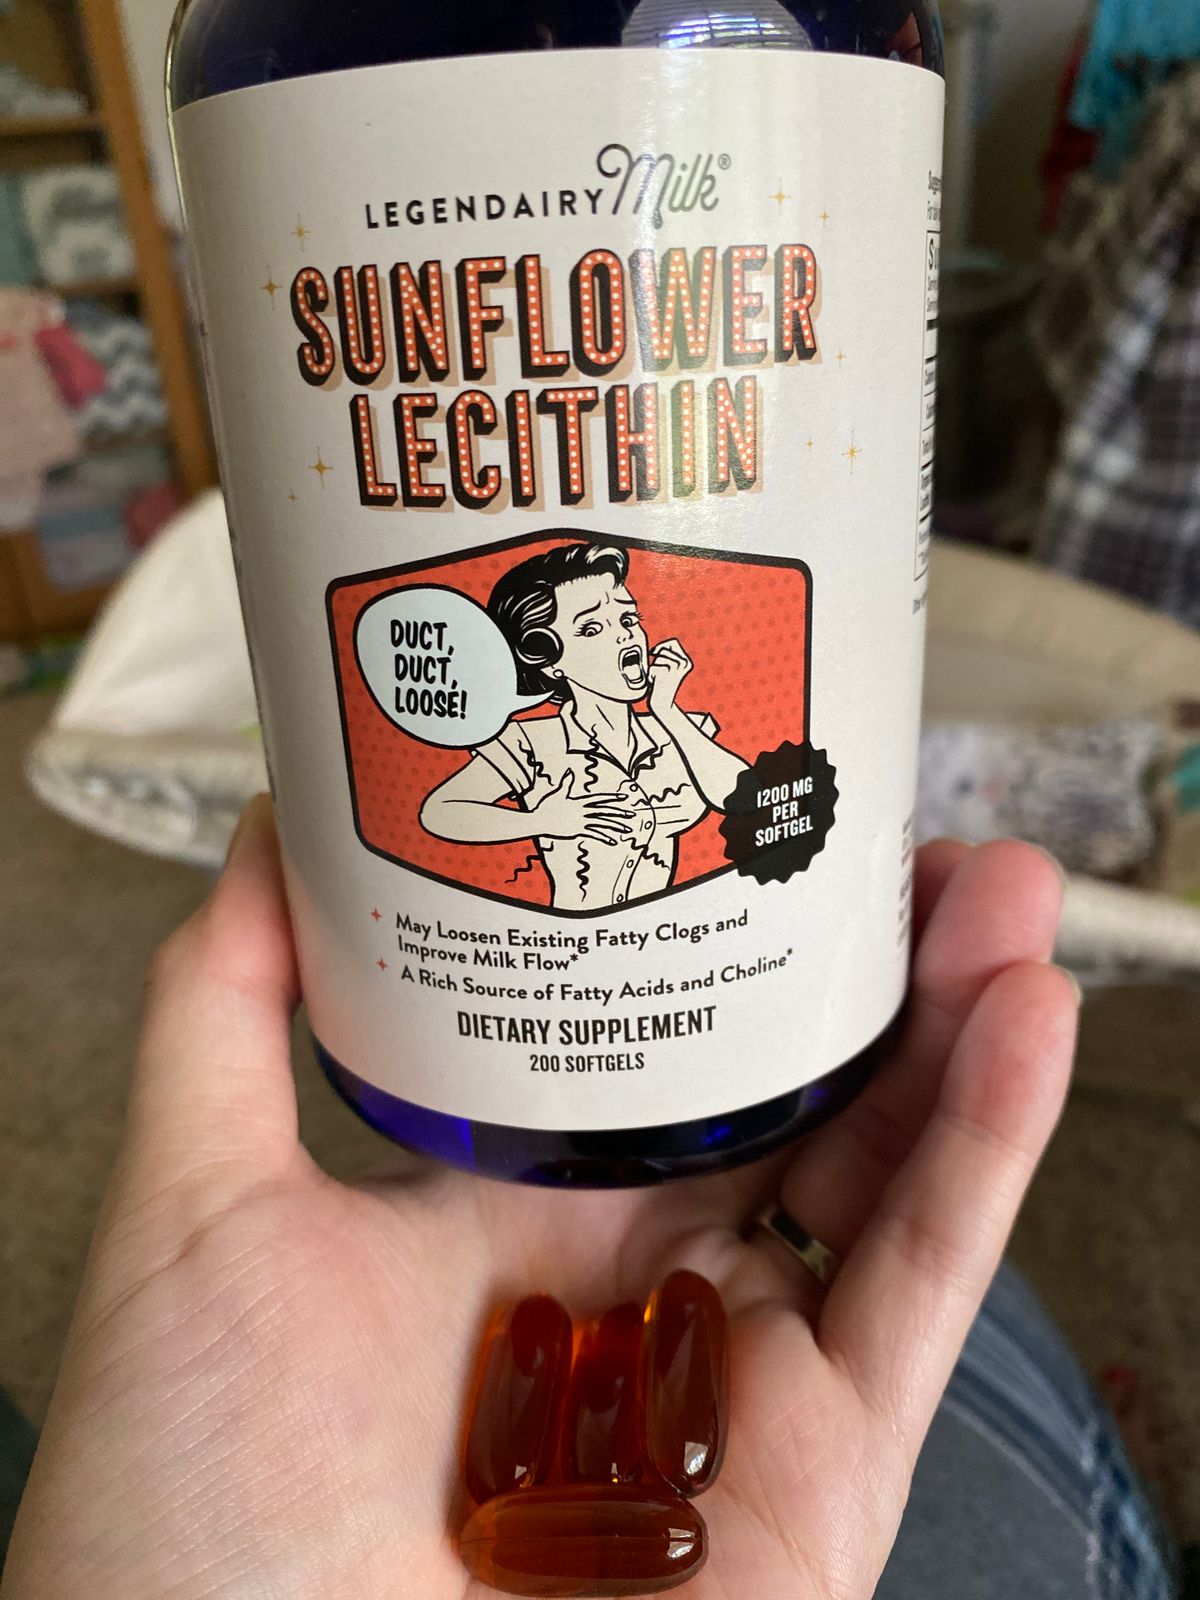 LEGENDAIRY Milk®
SUNFLOWER
LECITHIN
DUCT,
DUCT,
LOOSE!
1200 MG
PER
SOFTGEL
May Loosen Existing Fatty Clogs and
Improve Milk Flow*
A Rich Source of Fatty Acids and Choline*
DIETARY SUPPLEMENT
200 SOFTGELS